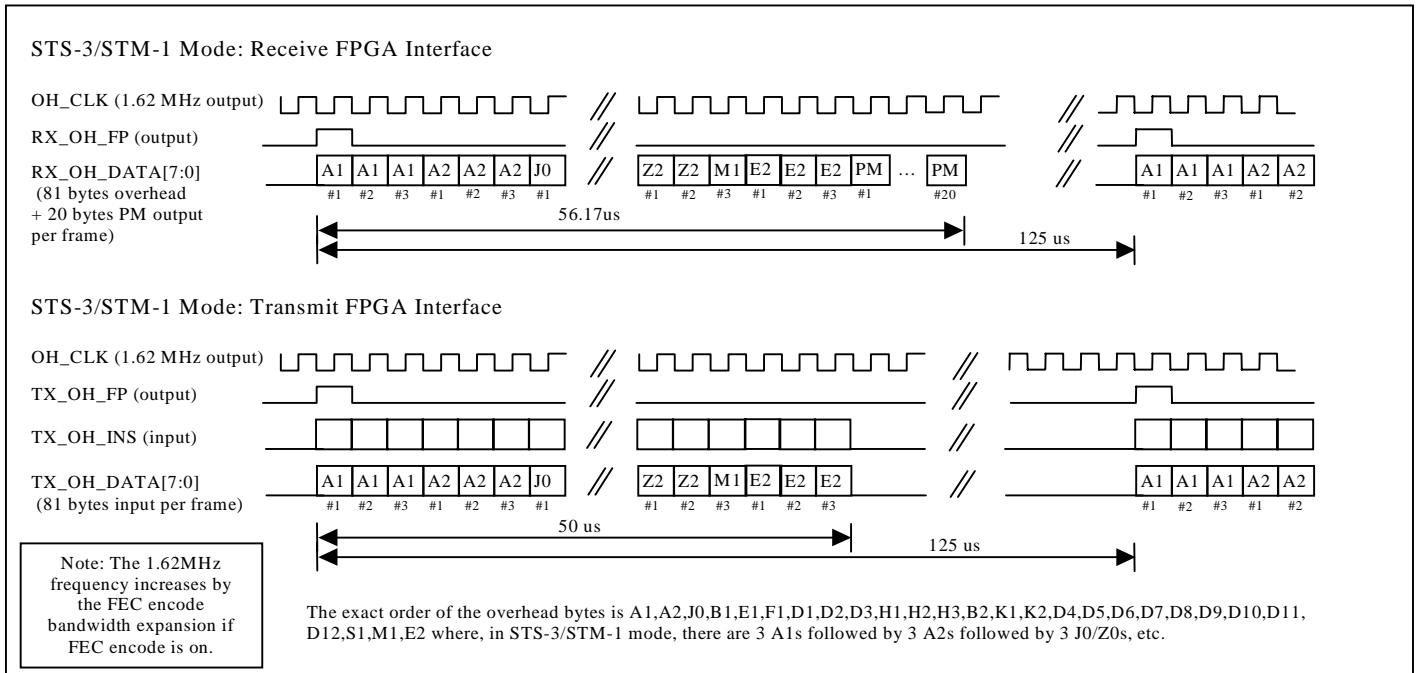 STS-3/STM-1 Mode: Receive FPGA Interface
OH_CLK (1.62 MHz output)
RX_OH_FP (output)
RX_OH_DATA[7:0] A1 A1 A1 A2 A2 A2 J0 Z2 Z2 M1 E2 E2 E2 PM … PM A1 A1 A1 A2 A2
(81 bytes overhead #1 #2 #3 #1 #2 #3 #1 #1 #2 #3 #1 #2 #3 #1 #20 #1 #2 #3 #1 #2
+ 20 bytes PM output 56.17us
per frame)
125 us
STS-3/STM-1 Mode: Transmit FPGA Interface
OH_CLK (1.62 MHz output)
TX_OH_FP (output)
TX_OH_INS (input)
TX_OH_DATA[7:0] A1 A1 A1 A2 A2 A2 J0 Z2 Z2 M1 E2 E2 E2 A1 A1 A1 A2 A2
(81 bytes input per frame) #1 #2 #3 #1 #2 #3 #1 #1 #2 #3 #1 #2 #3 #1 #2 #3 #1 #2
50 us
125 us
Note: The 1.62MHz
frequency increases by
the FEC encode
bandwidth expansion if
FEC encode is on.
The exact order of the overhead bytes is A1,A2,J0,B1,E1,F1,D1,D2,D3,H1,H2,H3,B2,K1,K2,D4,D5,D6,D7,D8,D9,D10,D11,
D12,S1,M1,E2 where, in STS-3/STM-1 mode, there are 3 A1s followed by 3 A2s followed by 3 J0/Z0s, etc.